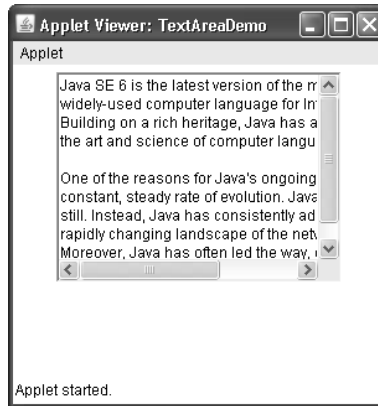 Applet Viewer: TextAreaDemo
Applet
Java SE 6 is the latest version of the m
widely-used computer language for In
Building on a rich heritage, Java has a
the art and science of computer langu
One of the reasons for Java's ongoing
constant, steady rate of evolution. Java
still. Instead, Java has consistently ad
rapidly changing landscape of the netw
Moreover, Java has often led the way,
Applet started.